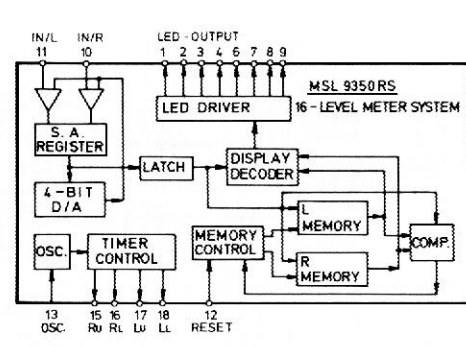 IN/L IN/R LED-OUTPUT
11 10 1 2 3 4 6 7 8 9
MSL 9350RS
LED DRIVER 16-LEVEL METER SYSTEM
S. A.
REGISTER
LATCH
DISPLAY
DECODER
4-BIT
D/A
L
MEMORY
OSC.
TIMER
CONTROL
MEMORY
CONTROL
COMP.
R
MEMORY
13 15 16 17 18 12
OSC. RU RL LU LL RESET